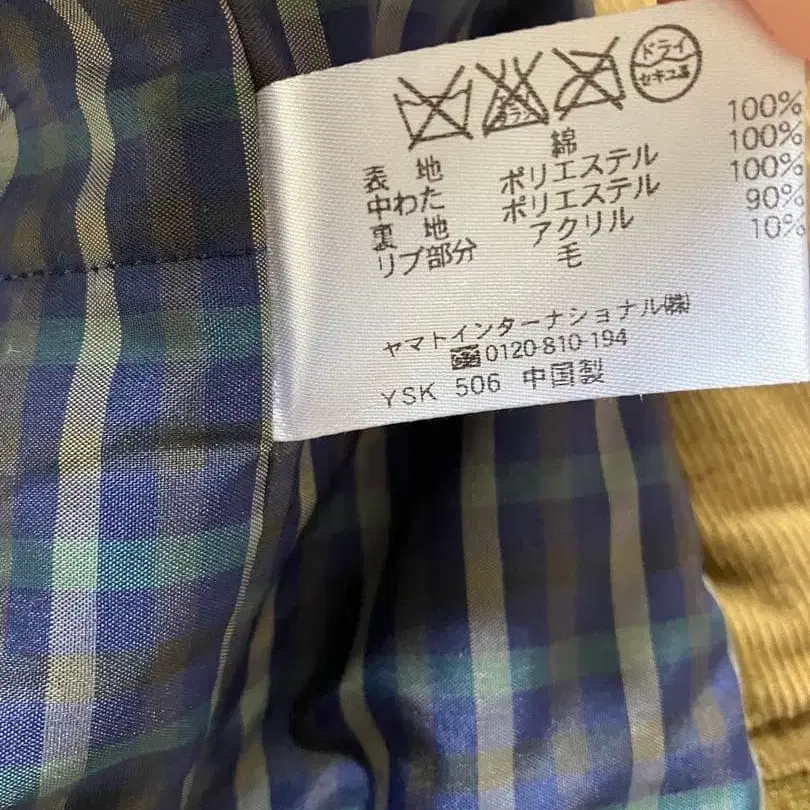 ドライ
セキユ系
表地 綿 100%
中わた ポリエステル 100%
裏地 ポリエステル 100%
リブ部分 アクリル 90%
毛 10%
ヤマトインターナショナル㈱
0120-810-194
YSK 506 中国製